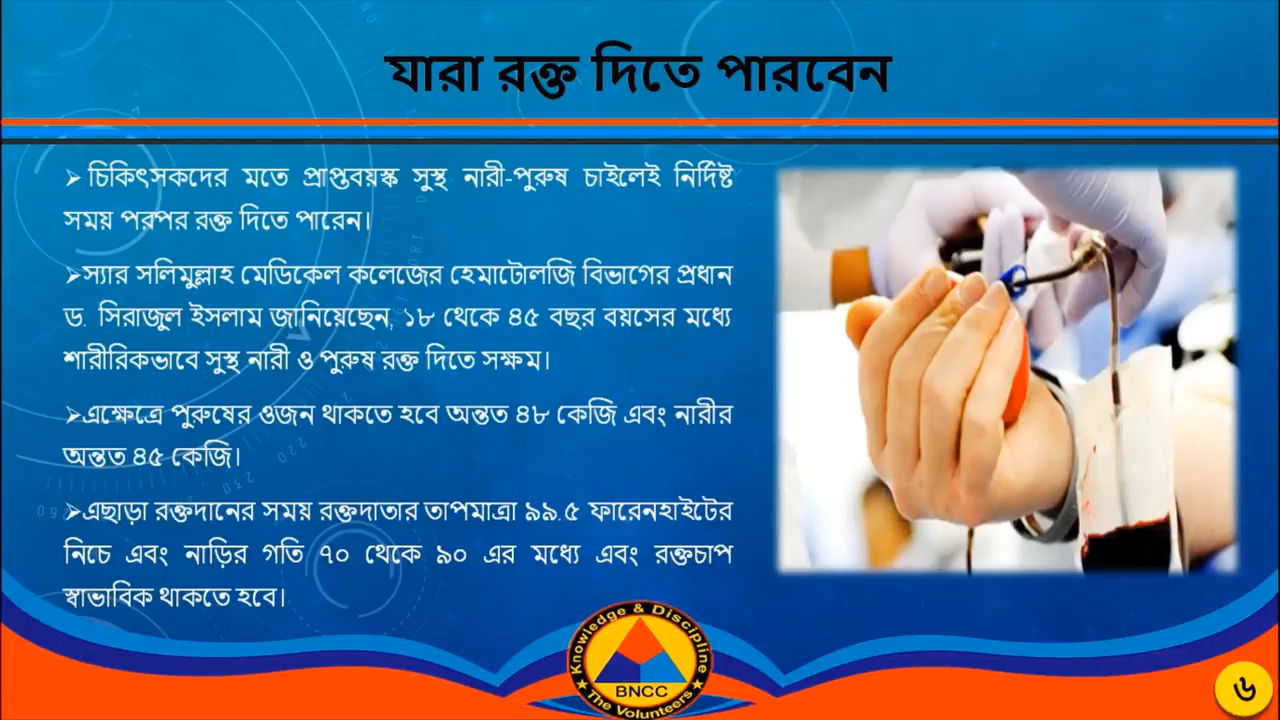 যারা রক্ত দিতে পারবেন
➢ চিকিৎসকদের মতে প্রাপ্তবয়স্ক সুস্থ নারী-পুরুষ চাইলেই নির্দিষ্ট
সময় পরপর রক্ত দিতে পারেন।
➢স্যার সলিমুল্লাহ মেডিকেল কলেজের হেমাটোলজি বিভাগের প্রধান
ড. সিরাজুল ইসলাম জানিয়েছেন, ১৮ থেকে ৪৫ বছর বয়সের মধ্যে
শারীরিকভাবে সুস্থ নারী ও পুরুষ রক্ত দিতে সক্ষম।
➢এক্ষেত্রে পুরুষের ওজন থাকতে হবে অন্তত ৪৮ কেজি এবং নারীর
অন্তত ৪৫ কেজি।
➢এছাড়া রক্তদানের সময় রক্তদাতার তাপমাত্রা ৯৯.৫ ফারেনহাইটের
নিচে এবং নাড়ির গতি ৭০ থেকে ৯০ এর মধ্যে এবং রক্তচাপ
স্বাভাবিক থাকতে হবে।
Knowledge & Discipline
BNCC
The Volunteers
৬